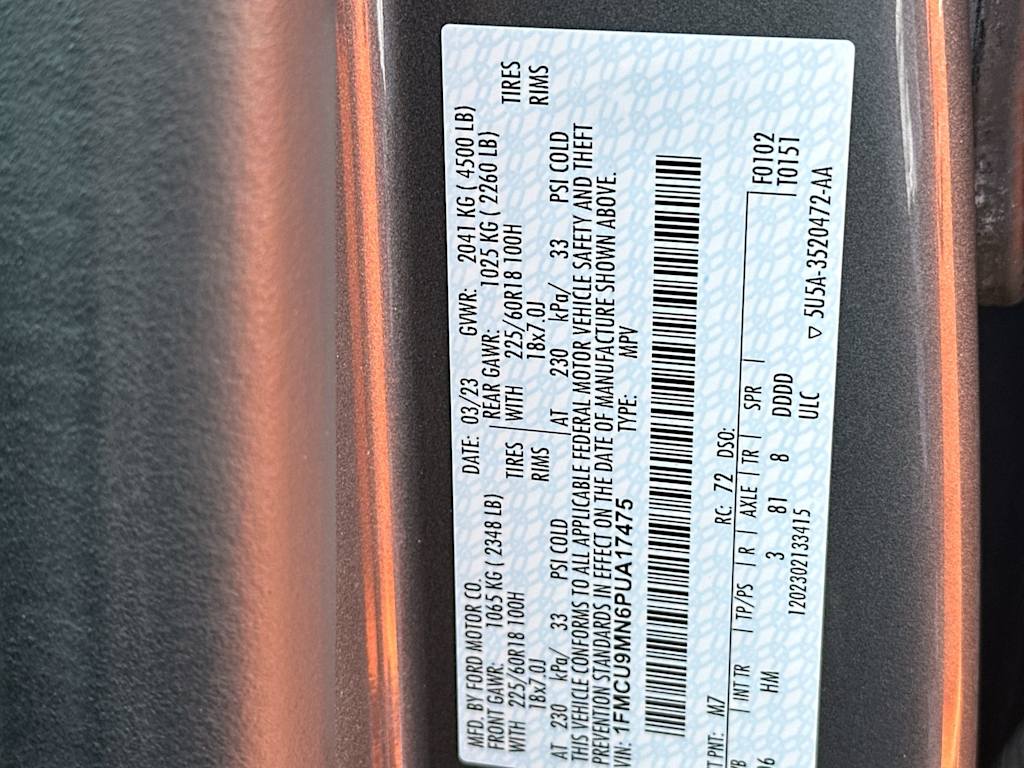 MFD. BY FORD MOTOR CO.
DATE: 03/23 GVWR: 2041 KG ( 4500 LB)
FRONT GAWR: 1065 KG ( 2348 LB) REAR GAWR: 1025 KG ( 2260 LB)
WITH 225/60R18 100H TIRES WITH 225/60R18 100H TIRES
18x7.0J RIMS 18x7.0J RIMS
AT 230 kPa/ 33 PSI COLD AT 230 kPa/ 33 PSI COLD
THIS VEHICLE CONFORMS TO ALL APPLICABLE FEDERAL MOTOR VEHICLE SAFETY AND THEFT
PREVENTION STANDARDS IN EFFECT ON THE DATE OF MANUFACTURE SHOWN ABOVE.
VIN: 1FMCU9MN6PUA17475 TYPE: MPV
T PNT: M7 RC: 72 DSO: F0102
INT TR TP/PS R AXLE TR SPR T0151
HM 3 81 8 DDDD
1202302133415 ULC ▽ 5U5A-3520472-AA